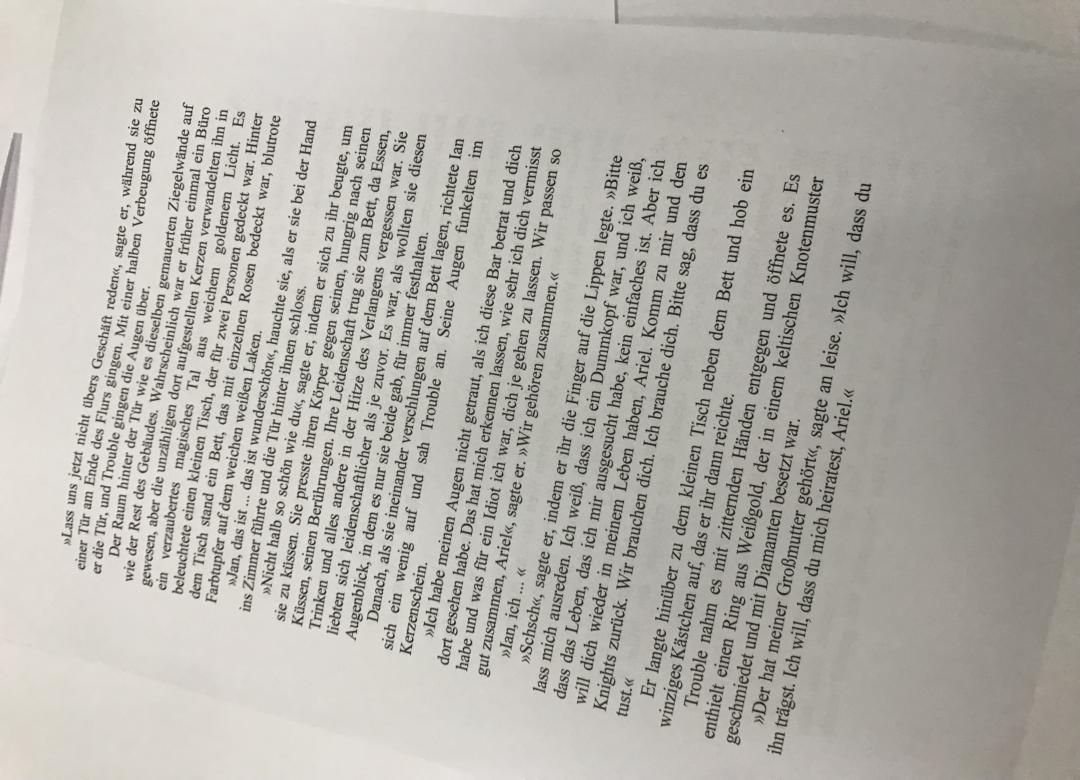 »Lass uns jetzt nicht übers Geschäft reden«, sagte er, während sie zu
einer Tür am Ende des Flurs gingen. Mit einer halben Verbeugung öffnete
er die Tür, und Trouble gingen die Augen über.
Der Raum hinter der Tür wie es dieselben gemauerten Ziegelwände auf
wie der Rest des Gebäudes. Wahrscheinlich war er früher einmal ein Büro
gewesen, aber die unzähligen dort aufgestellten Kerzen verwandelten ihn in
ein verzaubertes magisches Tal aus weichem goldenem Licht. Es
beleuchtete einen kleinen Tisch, der für zwei Personen gedeckt war. Hinter
dem Tisch stand ein Bett, das mit einzelnen Rosen bedeckt war, blutrote
Farbtupfer auf dem weichen weißen Laken.
»Ian, das ist ... das ist wunderschön«, hauchte sie, als er sie bei der Hand
ins Zimmer führte und die Tür hinter ihnen schloss.
»Nicht halb so schön wie du«, sagte er, indem er sich zu ihr beugte, um
sie zu küssen. Sie presste ihren Körper gegen seinen, hungrig nach seinen
Küssen, seinen Berührungen. Ihre Leidenschaft trug sie zum Bett, da Essen,
Trinken und alles andere in der Hitze des Verlangens vergessen war. Sie
liebten sich leidenschaftlicher als je zuvor. Es war, als wollten sie diesen
Augenblick, in dem es nur sie beide gab, für immer festhalten.
Danach, als sie ineinander verschlungen auf dem Bett lagen, richtete Ian
sich ein wenig auf und sah Trouble an. Seine Augen funkelten im
Kerzenschein.
»Ich habe meinen Augen nicht getraut, als ich diese Bar betrat und dich
dort gesehen habe. Das hat mich erkennen lassen, wie sehr ich dich vermisst
habe und was für ein Idiot ich war, dich je gehen zu lassen. Wir passen so
gut zusammen, Ariel«, sagte er. »Wir gehören zusammen.«
»Ian, ich ... «
»Schsch«, sagte er, indem er ihr die Finger auf die Lippen legte. »Bitte
lass mich ausreden. Ich weiß, dass ich ein Dummkopf war, und ich weiß,
dass das Leben, das ich mir ausgesucht habe, kein einfaches ist. Aber ich
will dich wieder in meinem Leben haben, Ariel. Komm zu mir und den
Knights zurück. Wir brauchen dich. Ich brauche dich. Bitte sag, dass du es
tust.«
Er langte hinüber zu dem kleinen Tisch neben dem Bett und hob ein
winziges Kästchen auf, das er ihr dann reichte.
Trouble nahm es mit zitternden Händen entgegen und öffnete es. Es
enthielt einen Ring aus Weißgold, der in einem keltischen Knotenmuster
geschmiedet und mit Diamanten besetzt war.
»Der hat meiner Großmutter gehört«, sagte an leise. »Ich will, dass du
ihn trägst. Ich will, dass du mich heiratest, Ariel.«